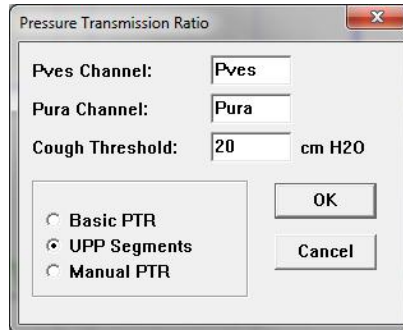 Pressure Transmission Ratio
Pves Channel: Pves
Pura Channel: Pura
Cough Threshold: 20 cm H2O
Basic PTR
UPP Segments
Manual PTR
OK
Cancel